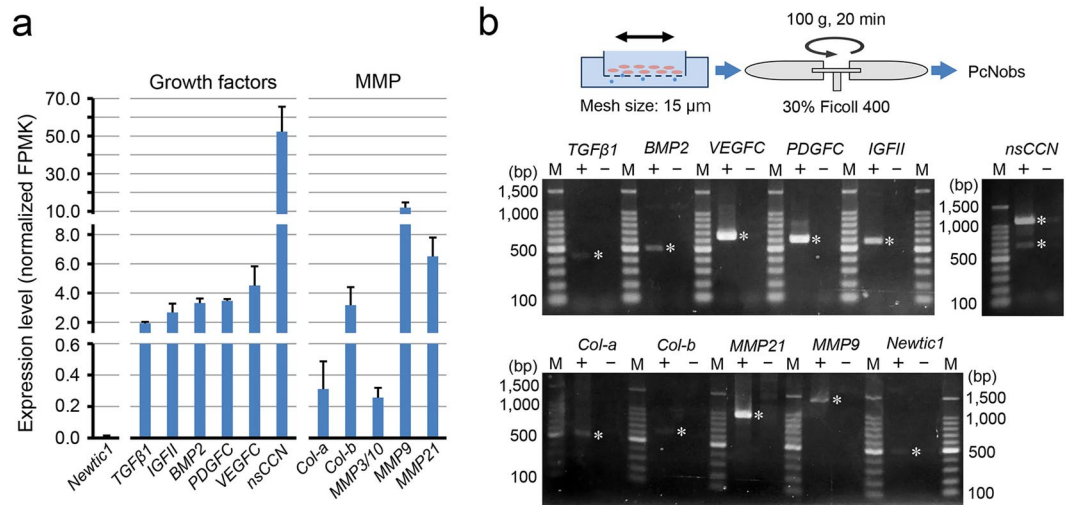 a
Growth factors MMP
Expression level (normalized FPMK)
70.0
50.0
30.0
10.0
8.0
6.0
4.0
2.0
0.6
0.4
0.2
0.0
Newtic1 TGFβ1 IGFII BMP2 PDGFC VEGFC nsCCN Col-a Col-b MMP3/10 MMP9 MMP21
b
100 g, 20 min
Mesh size: 15 μm
30% Ficoll 400
PcNobs
TGFβ1 BMP2 VEGFC PDGFC IGFII
(bp) M + − M + − M + − M + − M + − M
1,500
1,000
500
100
* * * * *
nsCCN
M + −
(bp)
1,500
1,000
500
100
*
*
Col-a Col-b MMP21 MMP9 Newtic1
(bp) M + − M + − M + − M + − M + − M (bp)
1,500 1,500
1,000 1,000
500 500
100 100
* * * * *